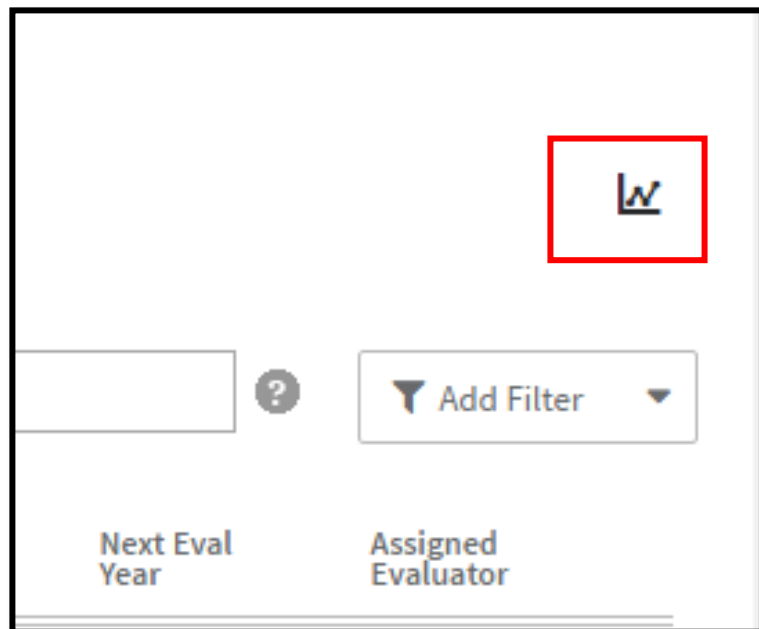 ?
Add Filter
Next Eval
Year
Assigned
Evaluator